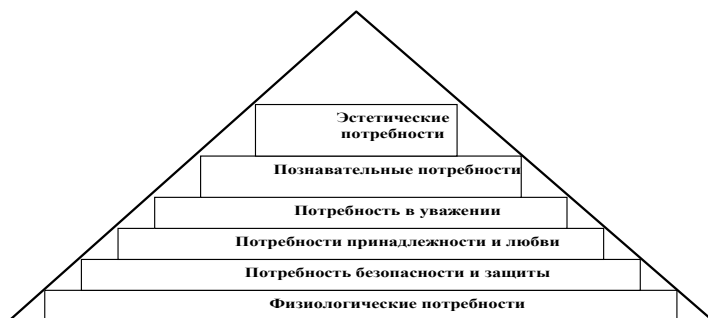 Эстетические
потребности
Познавательные потребности
Потребность в уважении
Потребности принадлежности и любви
Потребность безопасности и защиты
Физиологические потребности